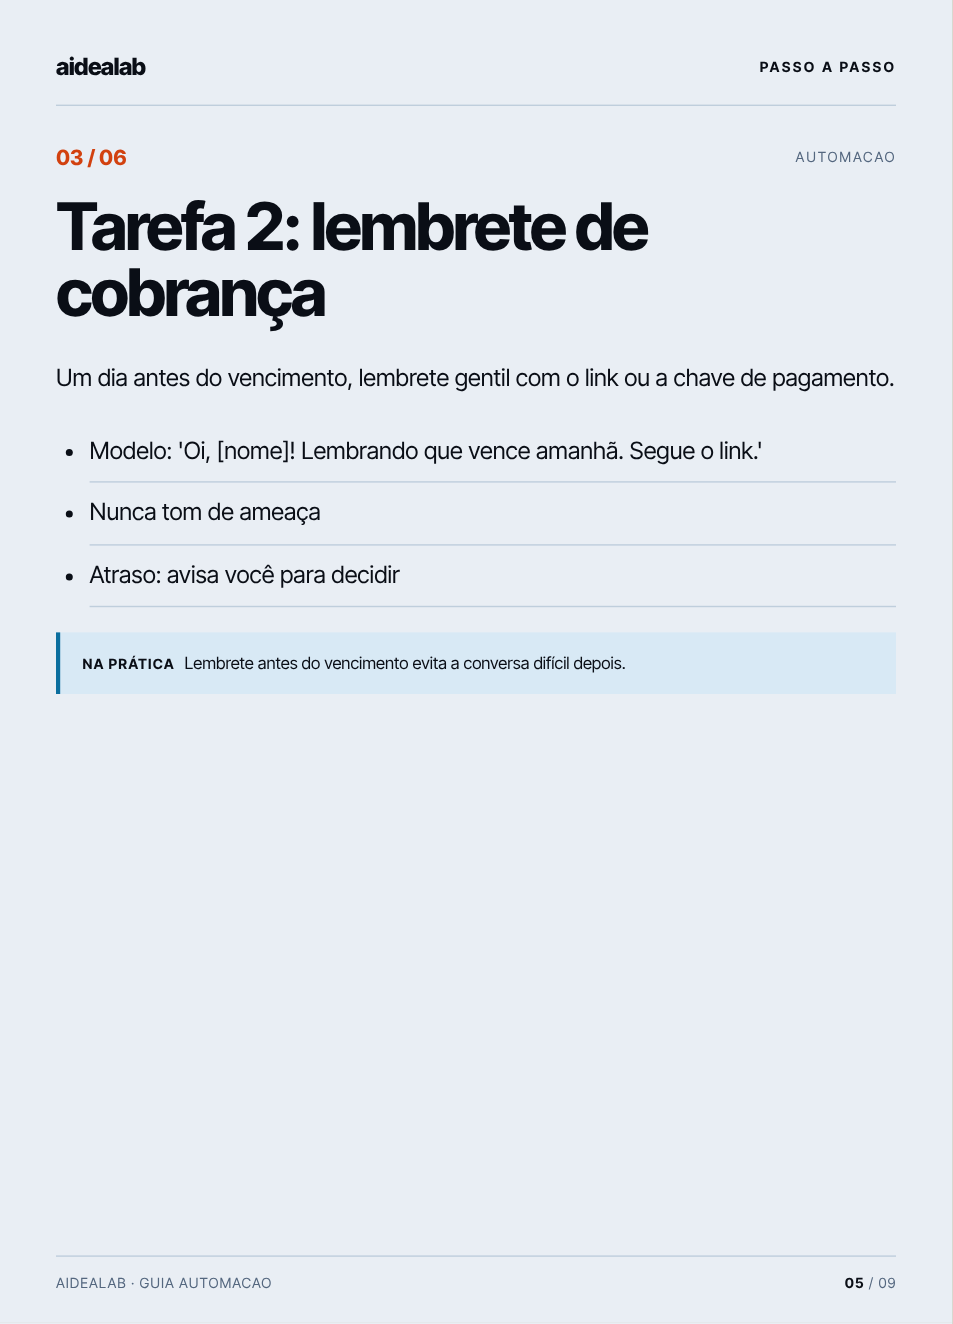 aidealab
PASSO A PASSO
03 / 06
AUTOMACAO
Tarefa 2: lembrete de
cobrança
Um dia antes do vencimento, lembrete gentil com o link ou a chave de pagamento.
• Modelo: 'Oi, [nome]! Lembrando que vence amanhã. Segue o link.'
• Nunca tom de ameaça
• Atraso: avisa você para decidir
NA PRÁTICA Lembrete antes do vencimento evita a conversa difícil depois.
AIDEALAB · GUIA AUTOMACAO
05 / 09